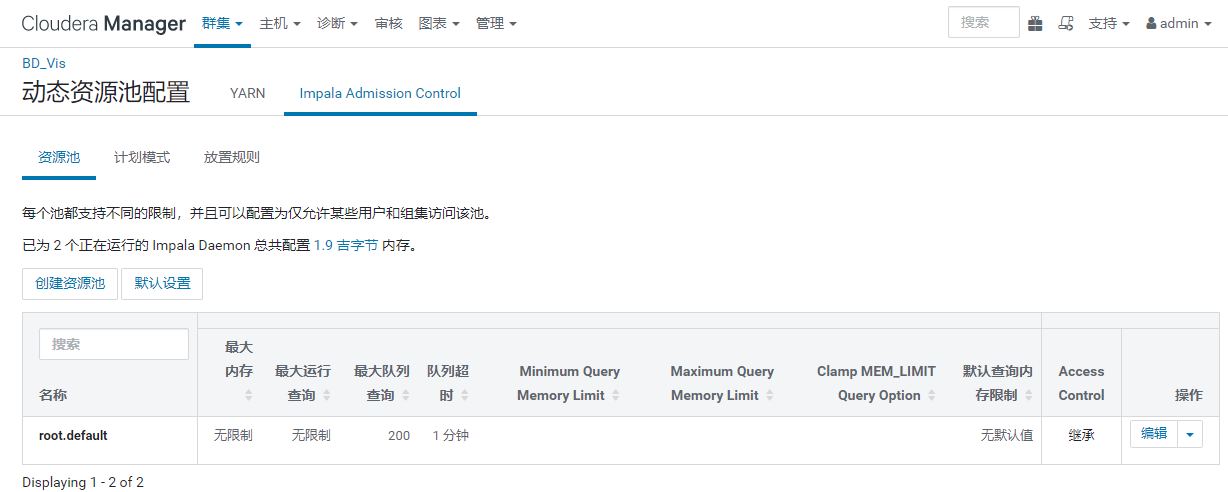 Cloudera Manager 群集 主机 诊断 审核 图表 管理 搜索 支持 admin
BD_Vis
动态资源池配置 YARN Impala Admission Control
资源池 计划模式 放置规则
每个池都支持不同的限制，并且可以配置为仅允许某些用户和组集访问该池。
已为 2 个正在运行的 Impala Daemon 总共配置 1.9 吉字节 内存。
创建资源池 默认设置
搜索
名称
最大
内存
最大运行
查询
最大队列
查询
队列超
时
Minimum Query
Memory Limit
Maximum Query
Memory Limit
Clamp MEM_LIMIT
Query Option
默认查询内
存限制
Access
Control
操作
root.default 无限制 无限制 200 1 分钟 无默认值 继承 编辑
Displaying 1 - 2 of 2